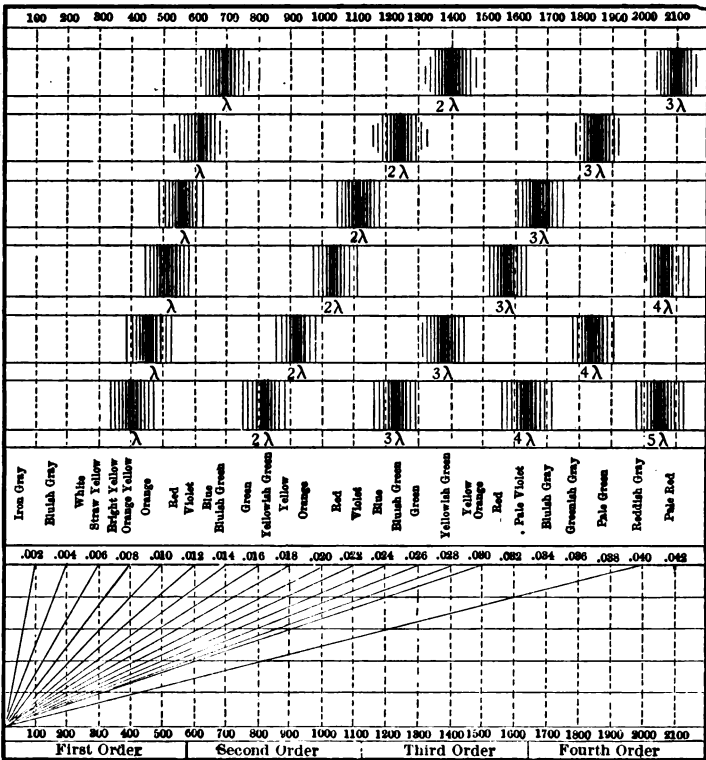 100 200 300 400 500 600 700 800 900 1000 1100 1200 1300 1400 1500 1600 1700 1800 1900 2000 2100
λ 2λ 3λ
λ 2λ 3λ
λ 2λ 3λ
λ 2λ 3λ 4λ
λ 2λ 3λ 4λ
λ 2λ 3λ 4λ 5λ
Iron Gray
Bluish Gray
White
Straw Yellow
Bright Yellow
Orange Yellow
Orange
Red
Violet
Blue
Bluish Green
Green
Yellowish Green
Yellow
Orange
Red
Violet
Blue
Bluish Green
Green
Yellowish Green
Yellow
Orange
Red
Pale Violet
Bluish Gray
Greenish Gray
Pale Green
Reddish Gray
Pale Red
.002 .004 .006 .008 .010 .012 .014 .016 .018 .020 .022 .024 .026 .028 .030 .032 .034 .036 .038 .040 .042
100 200 300 400 500 600 700 800 900 1000 1100 1200 1300 1400 1500 1600 1700 1800 1900 2000 2100
First Order Second Order Third Order Fourth Order